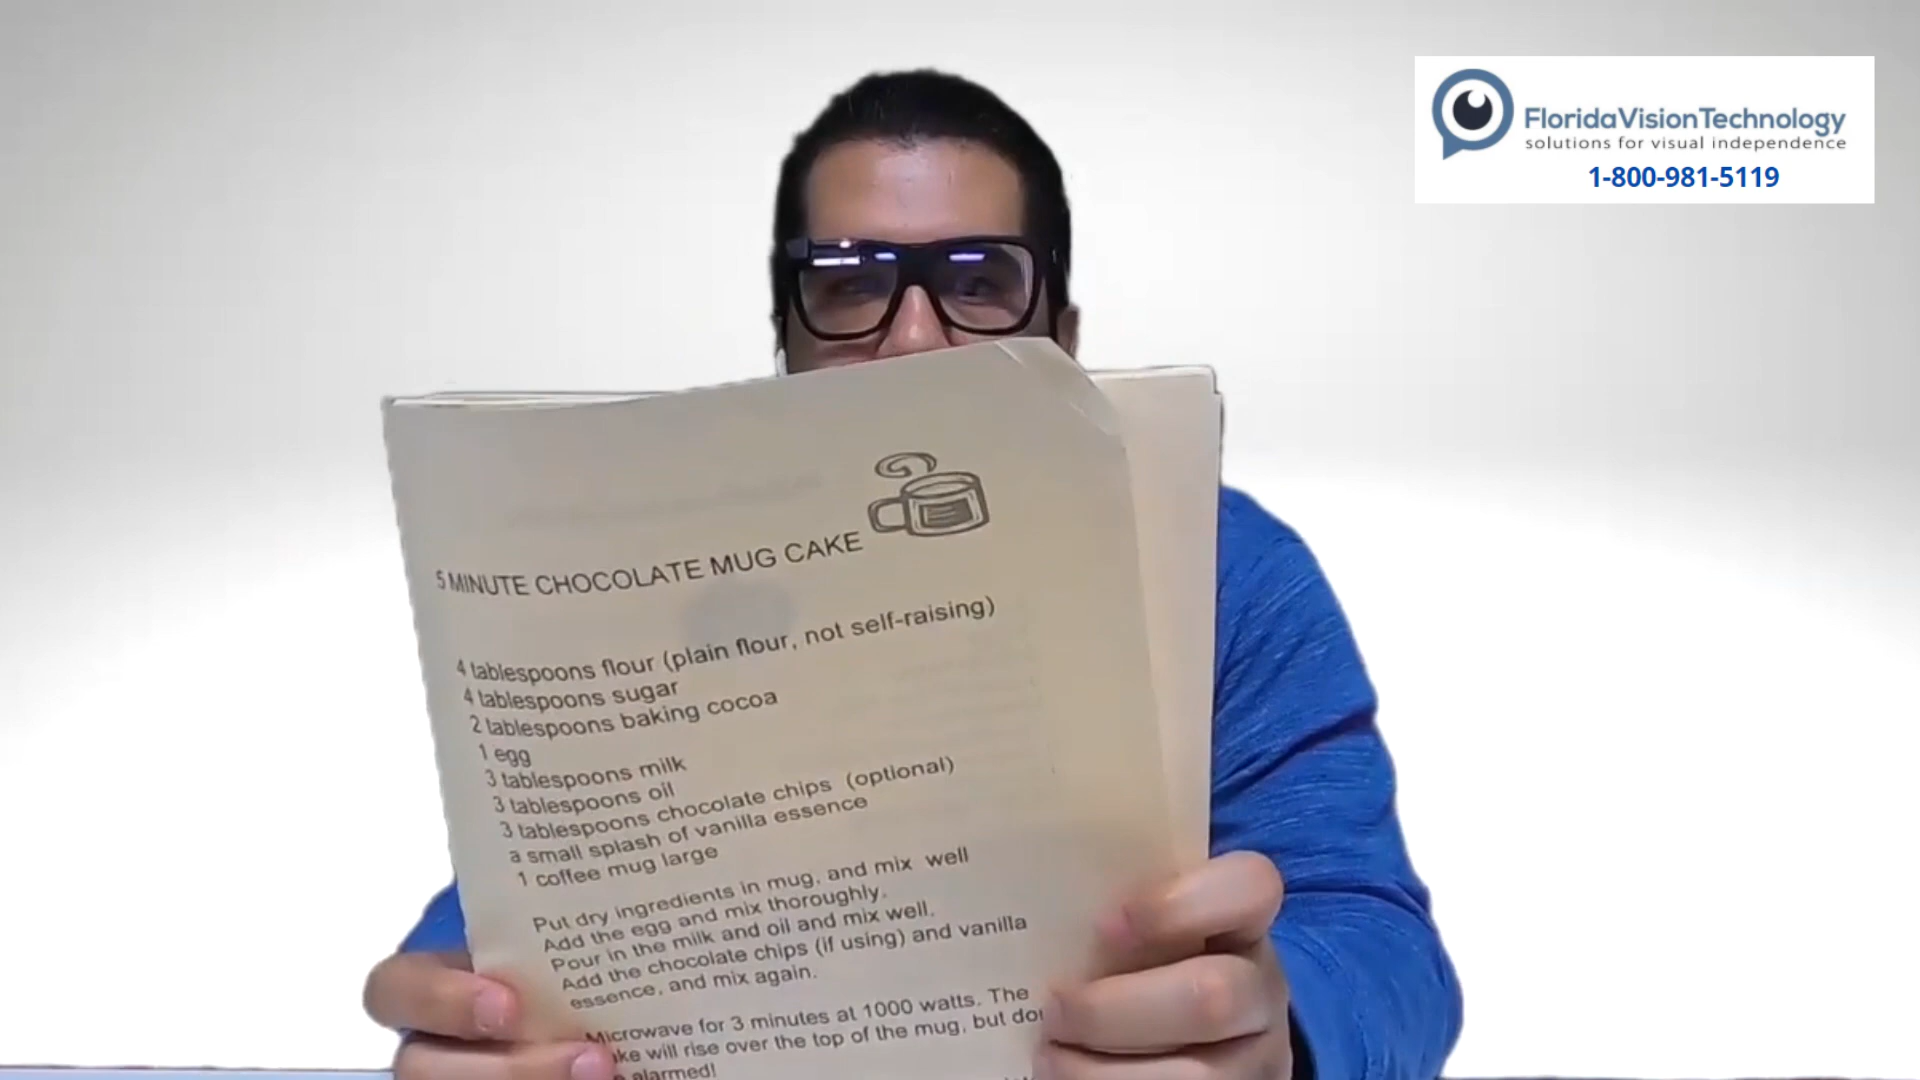 FloridaVisionTechnology
solutions for visual independence
1-800-981-5119
5 MINUTE CHOCOLATE MUG CAKE
4 tablespoons flour (plain flour, not self-raising)
4 tablespoons sugar
2 tablespoons baking cocoa
1 egg
3 tablespoons milk
3 tablespoons oil
3 tablespoons chocolate chips (optional)
a small splash of vanilla essence
1 coffee mug large
Put dry ingredients in mug, and mix well
Add the egg and mix thoroughly.
Pour in the milk and oil and mix well.
Add the chocolate chips (if using) and vanilla
essence, and mix again.
Microwave for 3 minutes at 1000 watts. The
will rise over the top of the mug, but
alarmed!